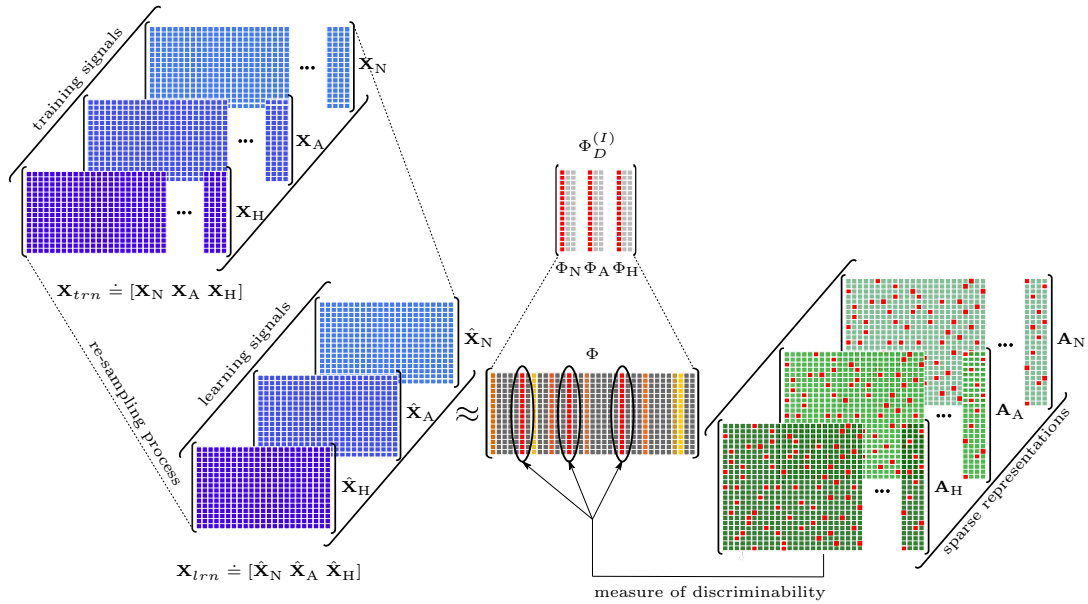 training signals
... X_N
... X_A
... X_H
X_trn ≐ [X_N X_A X_H]
re-sampling process
learning signals
X̂_N
X̂_A
X̂_H
X_lrn ≐ [X̂_N X̂_A X̂_H]
≈
Φ_D^(I)
Φ_N Φ_A Φ_H
Φ
... A_N
... A_A
... A_H
sparse representations
measure of discriminability